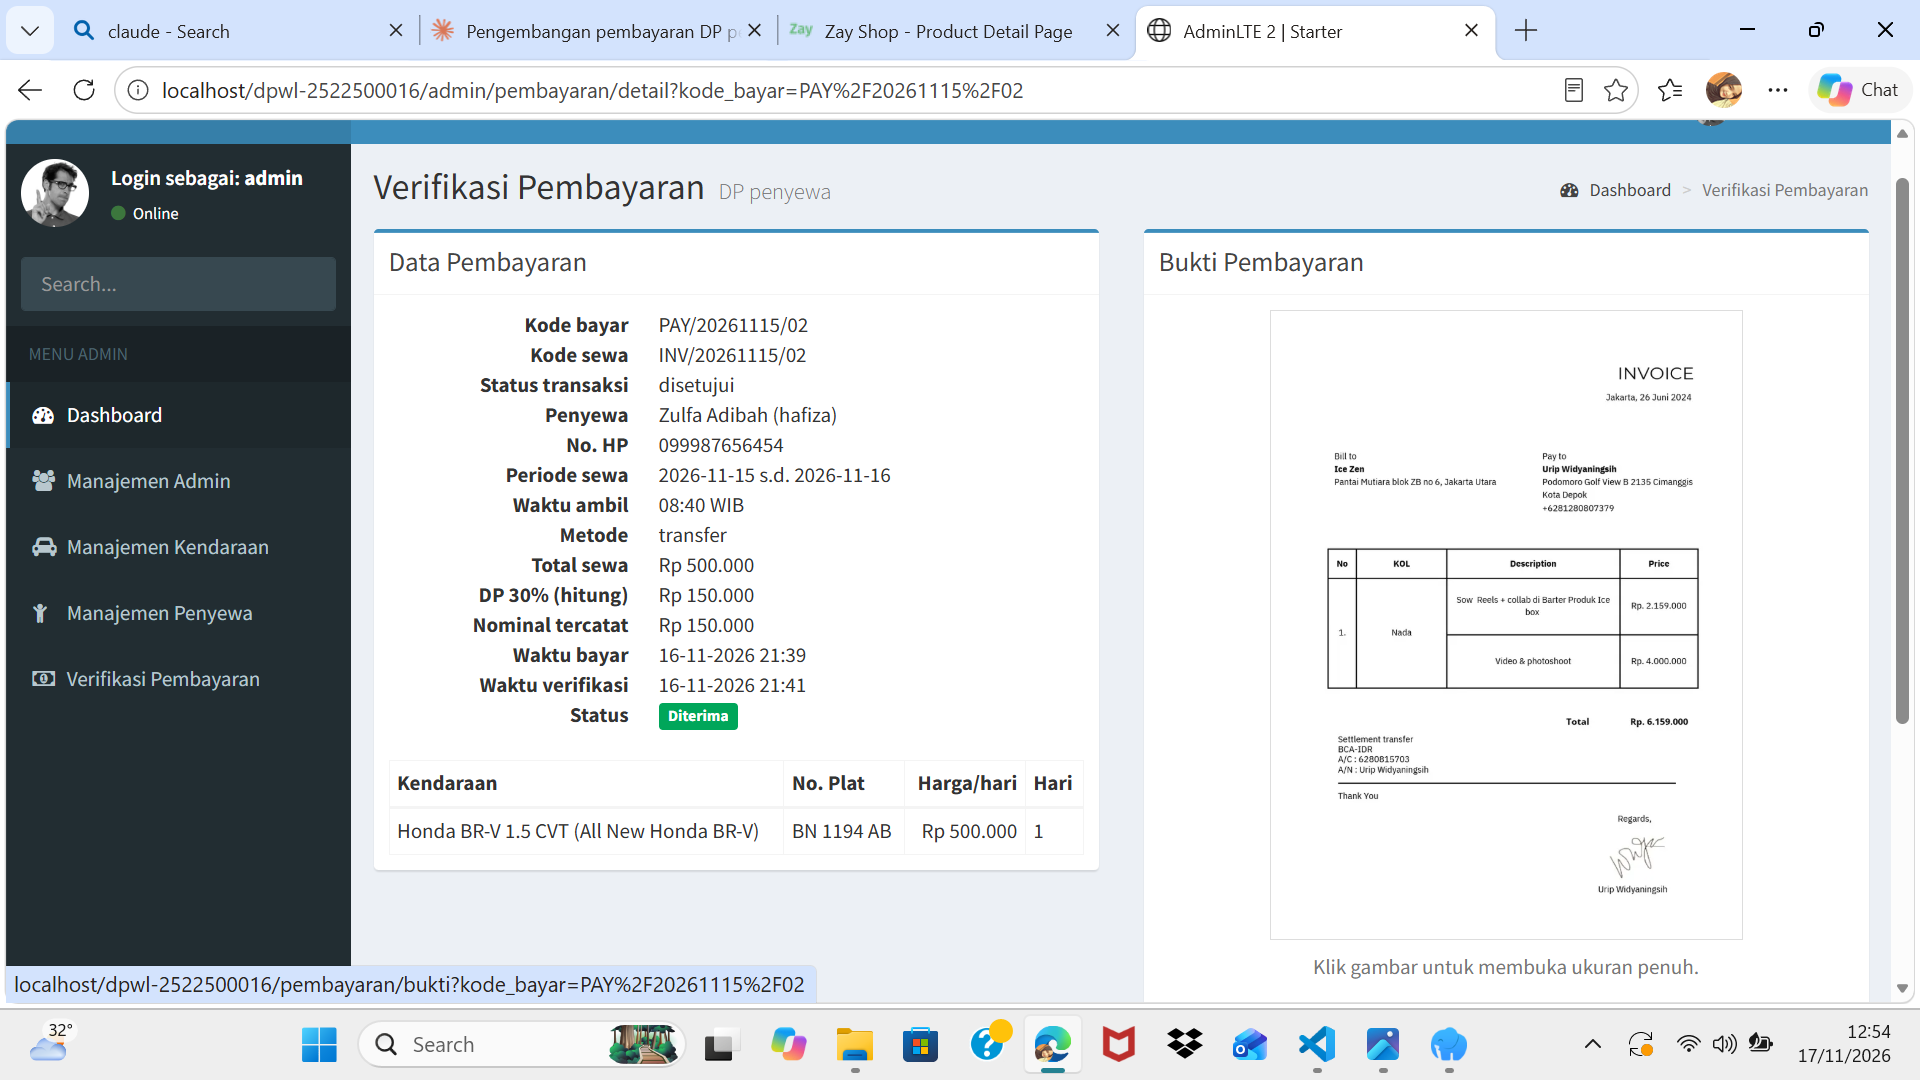 claude - Search
Pengembangan pembayaran DP p
Zay Zay Shop - Product Detail Page
AdminLTE 2 | Starter
localhost/dpwl-2522500016/admin/pembayaran/detail?kode_bayar=PAY%2F20261115%2F02
Chat
Login sebagai: admin
Online
Search...
MENU ADMIN
Dashboard
Manajemen Admin
Manajemen Kendaraan
Manajemen Penyewa
Verifikasi Pembayaran
Verifikasi Pembayaran DP penyewa
Dashboard > Verifikasi Pembayaran
Data Pembayaran
Kode bayar PAY/20261115/02
Kode sewa INV/20261115/02
Status transaksi disetujui
Penyewa Zulfa Adibah (hafiza)
No. HP 099987656454
Periode sewa 2026-11-15 s.d. 2026-11-16
Waktu ambil 08:40 WIB
Metode transfer
Total sewa Rp 500.000
DP 30% (hitung) Rp 150.000
Nominal tercatat Rp 150.000
Waktu bayar 16-11-2026 21:39
Waktu verifikasi 16-11-2026 21:41
Status Diterima
Kendaraan No. Plat Harga/hari Hari
Honda BR-V 1.5 CVT (All New Honda BR-V) BN 1194 AB Rp 500.000 1
Bukti Pembayaran
INVOICE
Jakarta, 26 Juni 2024
Bill to
Ice Zen
Pantai Mutiara blok ZB no 6, Jakarta Utara
Pay to
Urip Widyaningsih
Podomoro Golf View B 2135 Cimanggis
Kota Depok
+6281280807379
No KOL Description Price
1. Nada
Sow Reels + collab di Barter Produk Ice
box
Rp. 2.159.000
Video & photoshoot Rp. 4.000.000
Total Rp. 6.159.000
Settlement transfer
BCA-IDR
A/C : 6280815703
A/N : Urip Widyaningsih
Thank You
Regards,
Urip Widyaningsih
Klik gambar untuk membuka ukuran penuh.
localhost/dpwl-2522500016/pembayaran/bukti?kode_bayar=PAY%2F20261115%2F02
32°
Search
12:54
17/11/2026